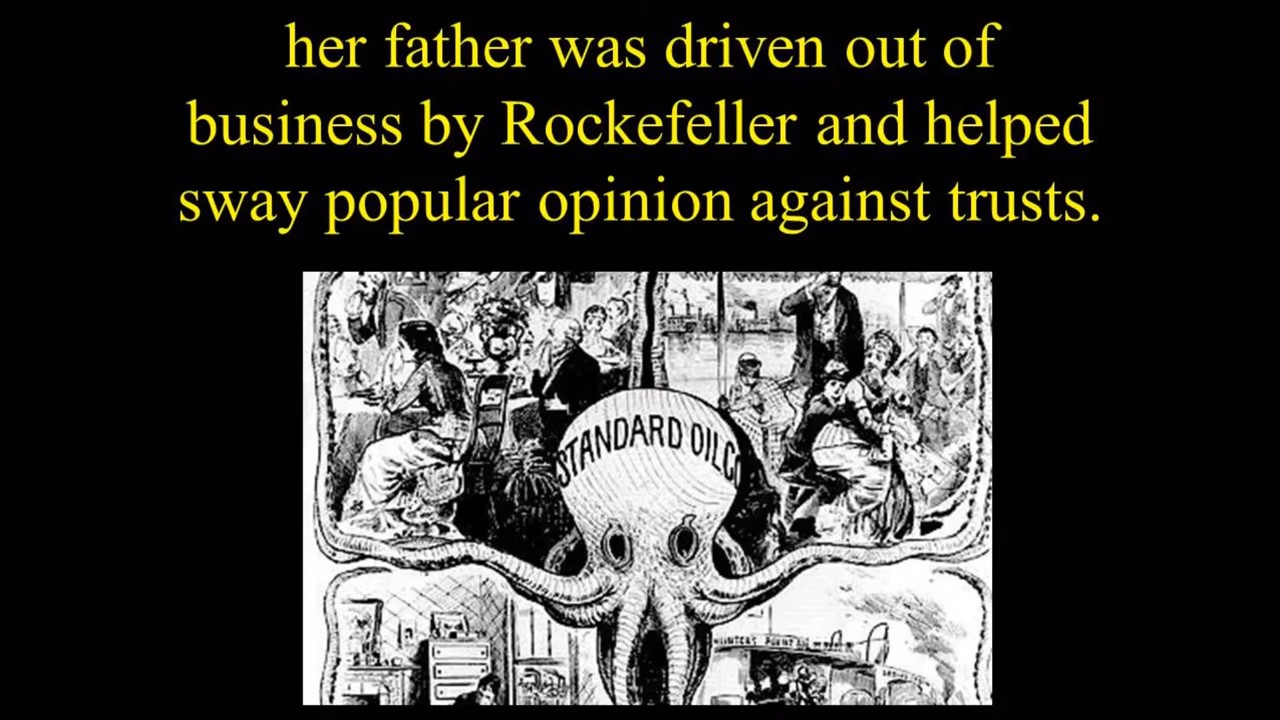 her father was driven out of
business by Rockefeller and helped
sway popular opinion against trusts.
STANDARD OIL CO